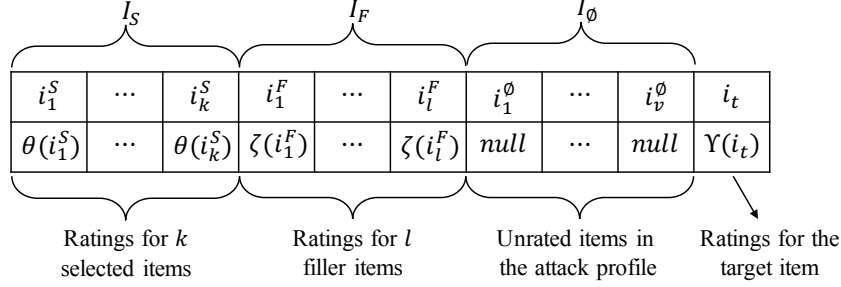 I_S I_F I_∅
i_1^S ⋯ i_k^S i_1^F ⋯ i_l^F i_1^∅ ⋯ i_v^∅ i_t
θ(i_1^S) ⋯ θ(i_k^S) ζ(i_1^F) ⋯ ζ(i_l^F) null ⋯ null Υ(i_t)
Ratings for k
selected items
Ratings for l
filler items
Unrated items in
the attack profile
Ratings for the
target item